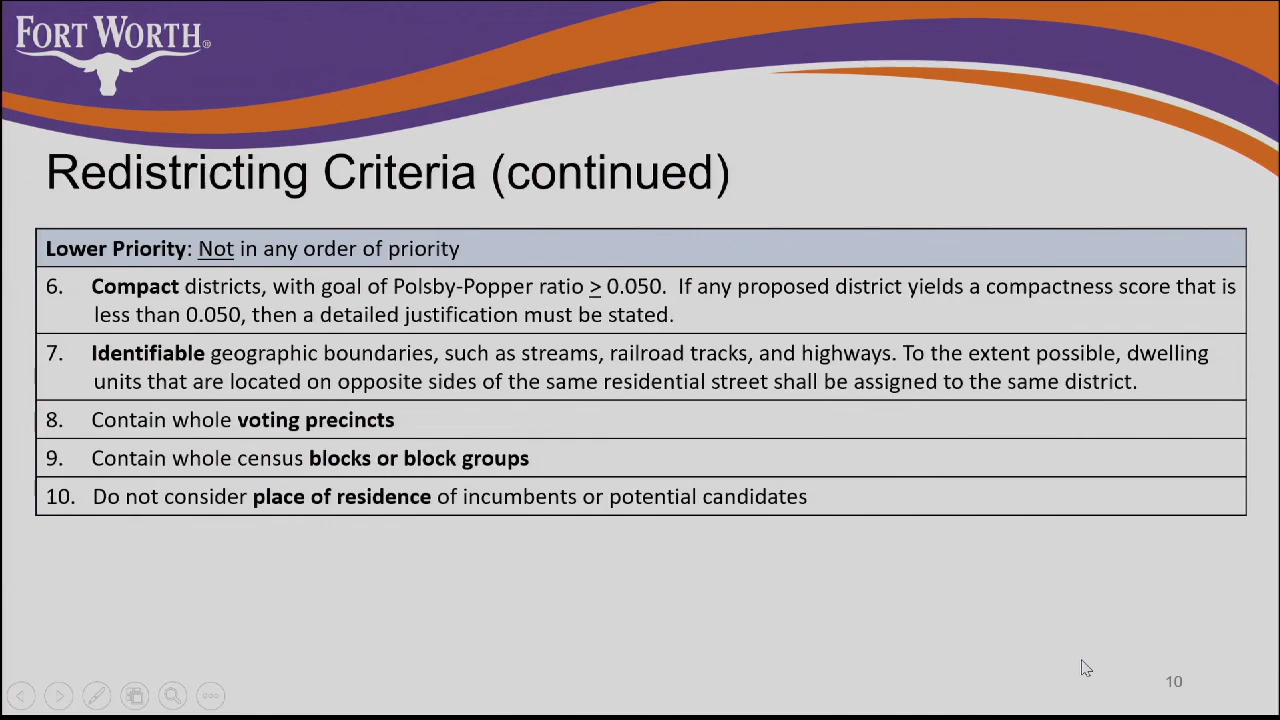 FORT WORTH®
Redistricting Criteria (continued)
Lower Priority: Not in any order of priority
6. Compact districts, with goal of Polsby-Popper ratio ≥ 0.050. If any proposed district yields a compactness score that is
less than 0.050, then a detailed justification must be stated.
7. Identifiable geographic boundaries, such as streams, railroad tracks, and highways. To the extent possible, dwelling
units that are located on opposite sides of the same residential street shall be assigned to the same district.
8. Contain whole voting precincts
9. Contain whole census blocks or block groups
10. Do not consider place of residence of incumbents or potential candidates
10